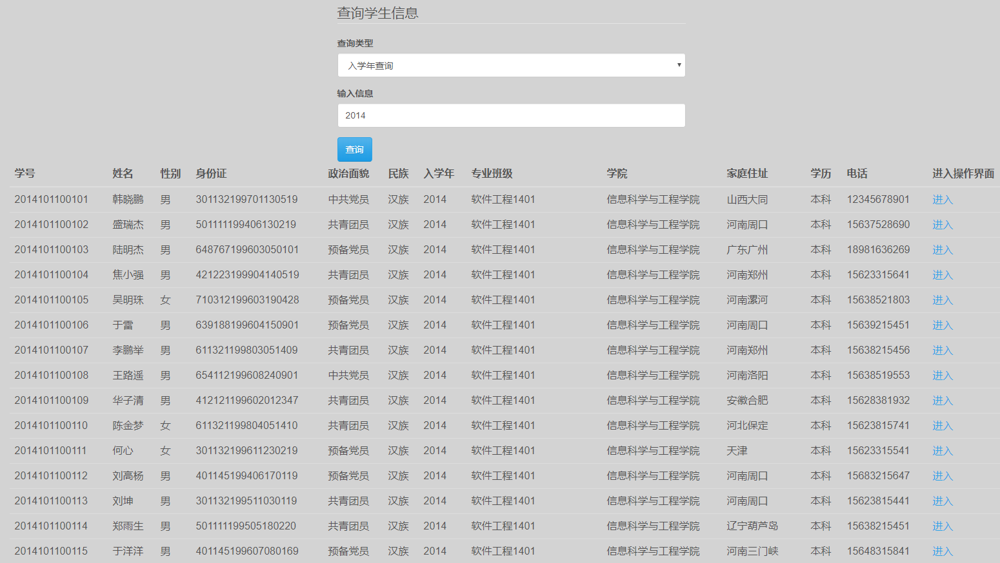 查询学生信息
查询类型
入学年查询
输入信息
2014
查询
学号 姓名 性别 身份证 政治面貌 民族 入学年 专业班级 学院 家庭住址 学历 电话 进入操作界面
2014101100101 韩晓鹏 男 301132199701130519 中共党员 汉族 2014 软件工程1401 信息科学与工程学院 山西大同 本科 12345678901 进入
2014101100102 盛瑞杰 男 501111199406130219 共青团员 汉族 2014 软件工程1401 信息科学与工程学院 河南周口 本科 15637528690 进入
2014101100103 陆明杰 男 648767199603050101 预备党员 汉族 2014 软件工程1401 信息科学与工程学院 广东广州 本科 18981636269 进入
2014101100104 焦小强 男 421223199904140519 共青团员 汉族 2014 软件工程1401 信息科学与工程学院 河南郑州 本科 15623315641 进入
2014101100105 吴明珠 女 710312199603190428 预备党员 汉族 2014 软件工程1401 信息科学与工程学院 河南漯河 本科 15638521803 进入
2014101100106 于雷 男 639188199604150901 预备党员 汉族 2014 软件工程1401 信息科学与工程学院 河南周口 本科 15639215451 进入
2014101100107 李鹏举 男 611321199803051409 共青团员 汉族 2014 软件工程1401 信息科学与工程学院 河南郑州 本科 15638215456 进入
2014101100108 王路遥 男 654112199608240901 中共党员 汉族 2014 软件工程1401 信息科学与工程学院 河南洛阳 本科 15638519553 进入
2014101100109 华子清 男 412121199602012347 共青团员 汉族 2014 软件工程1401 信息科学与工程学院 安徽合肥 本科 15628381932 进入
2014101100110 陈金梦 女 611321199804051410 共青团员 汉族 2014 软件工程1401 信息科学与工程学院 河北保定 本科 15623815741 进入
2014101100111 何心 女 301132199611230219 预备党员 汉族 2014 软件工程1401 信息科学与工程学院 天津 本科 15623315541 进入
2014101100112 刘高杨 男 401145199406170119 预备党员 汉族 2014 软件工程1401 信息科学与工程学院 河南周口 本科 15683215647 进入
2014101100113 刘坤 男 301132199511030119 共青团员 汉族 2014 软件工程1401 信息科学与工程学院 河南周口 本科 15623815441 进入
2014101100114 郑雨生 男 501111199505180220 共青团员 汉族 2014 软件工程1401 信息科学与工程学院 辽宁葫芦岛 本科 15638215451 进入
2014101100115 于洋洋 男 401145199607080169 预备党员 汉族 2014 软件工程1401 信息科学与工程学院 河南三门峡 本科 15648315841 进入